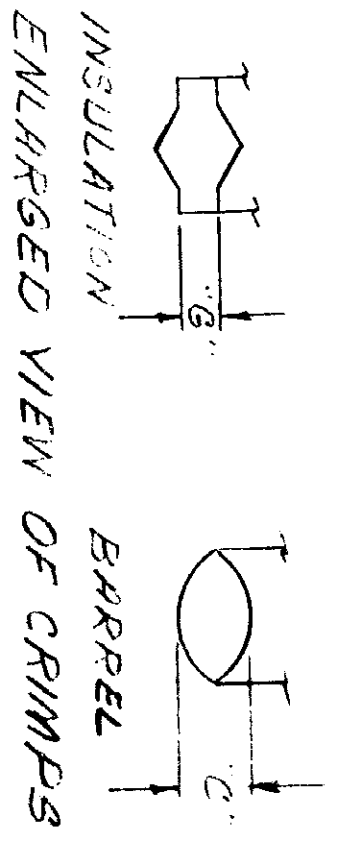 "B"
"C"
INSULATION
BARREL
ENLARGED VIEW OF CRIMPS